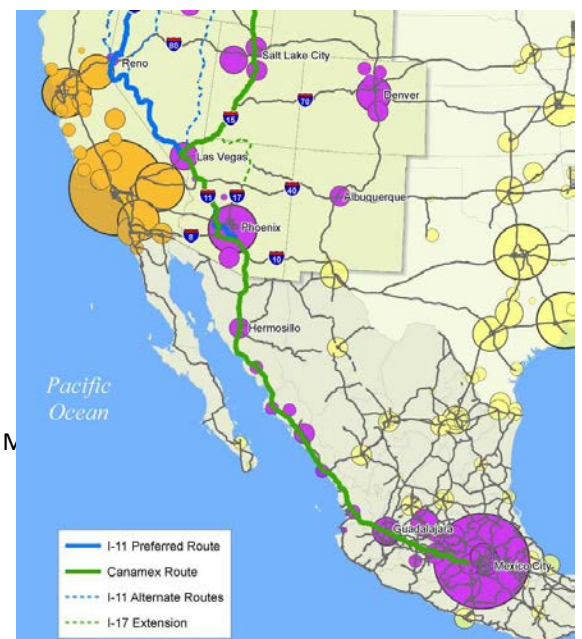 80
Reno
Salt Lake City
70
Denver
15
Las Vegas
40
11
17
Albuquerque
Phoenix
8
10
Hermosillo
Pacific
Ocean
M
Guadalajara
Mexico City
I-11 Preferred Route
Canamex Route
I-11 Alternate Routes
I-17 Extension